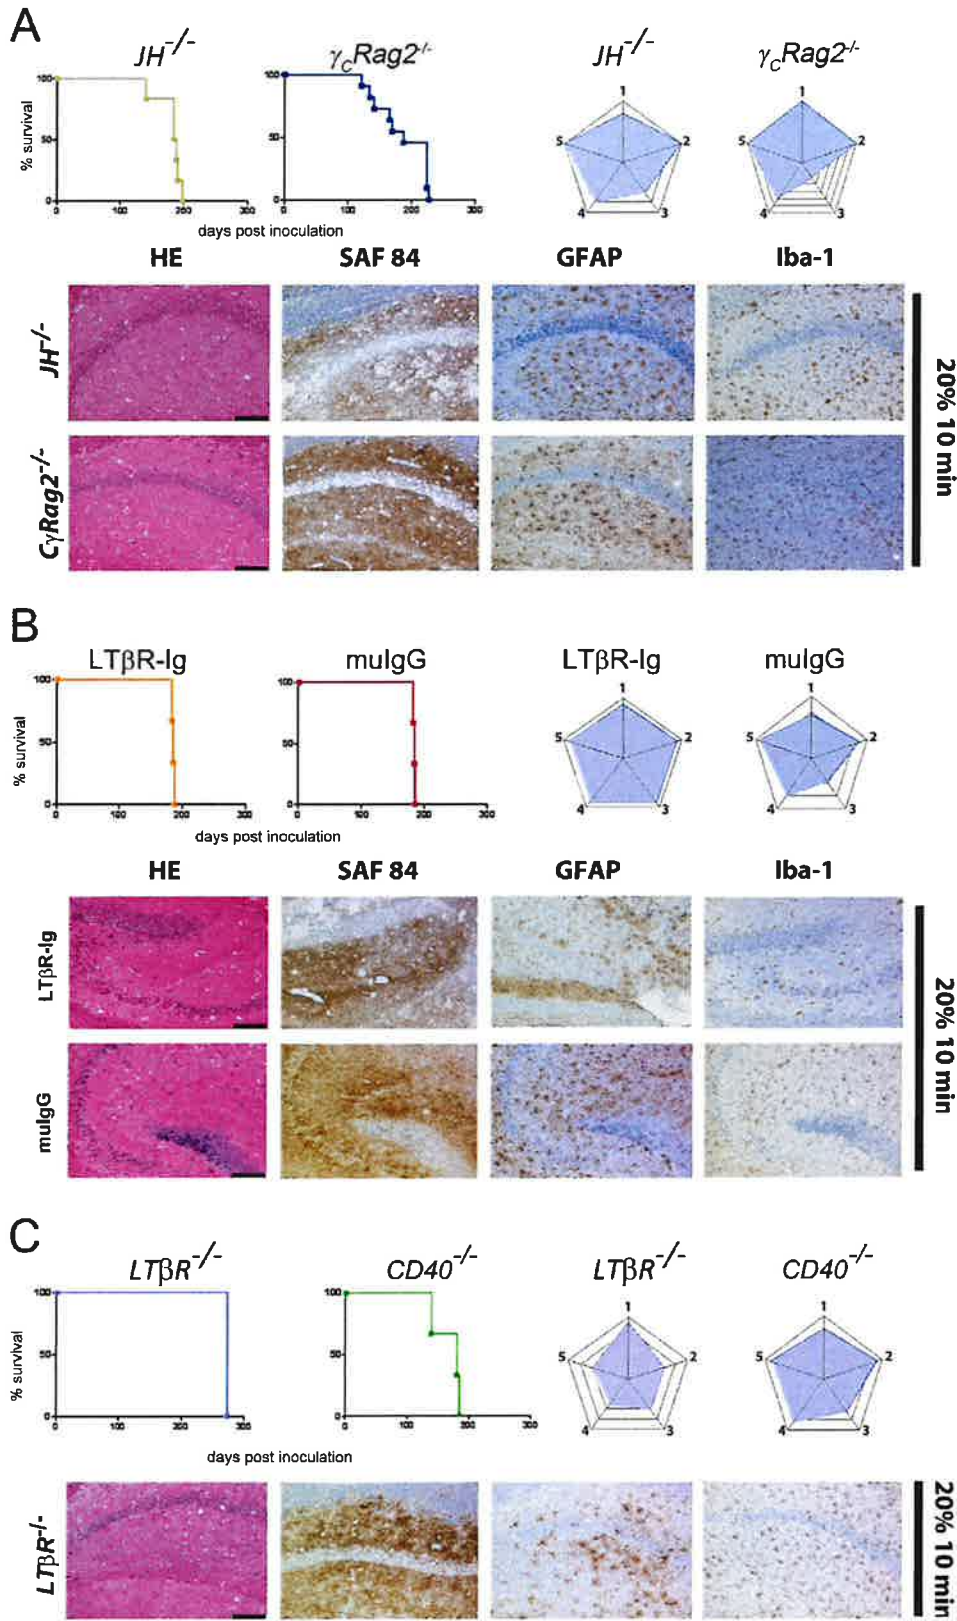 A
JH-/-
γcRag2-/-
JH-/-
γcRag2-/-
% survival
100
50
0
0 100 200 300
100
50
0
0 100 200 300
days post inoculation
1
2
3
4
5
1
2
3
4
5
HE SAF 84 GFAP Iba-1
JH-/-
CγRag2-/-
20% 10 min
B
LTβR-Ig
muIgG
LTβR-Ig
muIgG
% survival
100
50
0
0 100 200 300
100
50
0
0 100 200 300
days post inoculation
1
2
3
4
5
1
2
3
4
5
HE SAF 84 GFAP Iba-1
LTβR-Ig
muIgG
20% 10 min
C
LTβR-/-
CD40-/-
LTβR-/-
CD40-/-
% survival
100
50
0
0 100 200 300
100
50
0
0 100 200 300
days post inoculation
1
2
3
4
5
1
2
3
4
5
LTβR-/-
20% 10 min